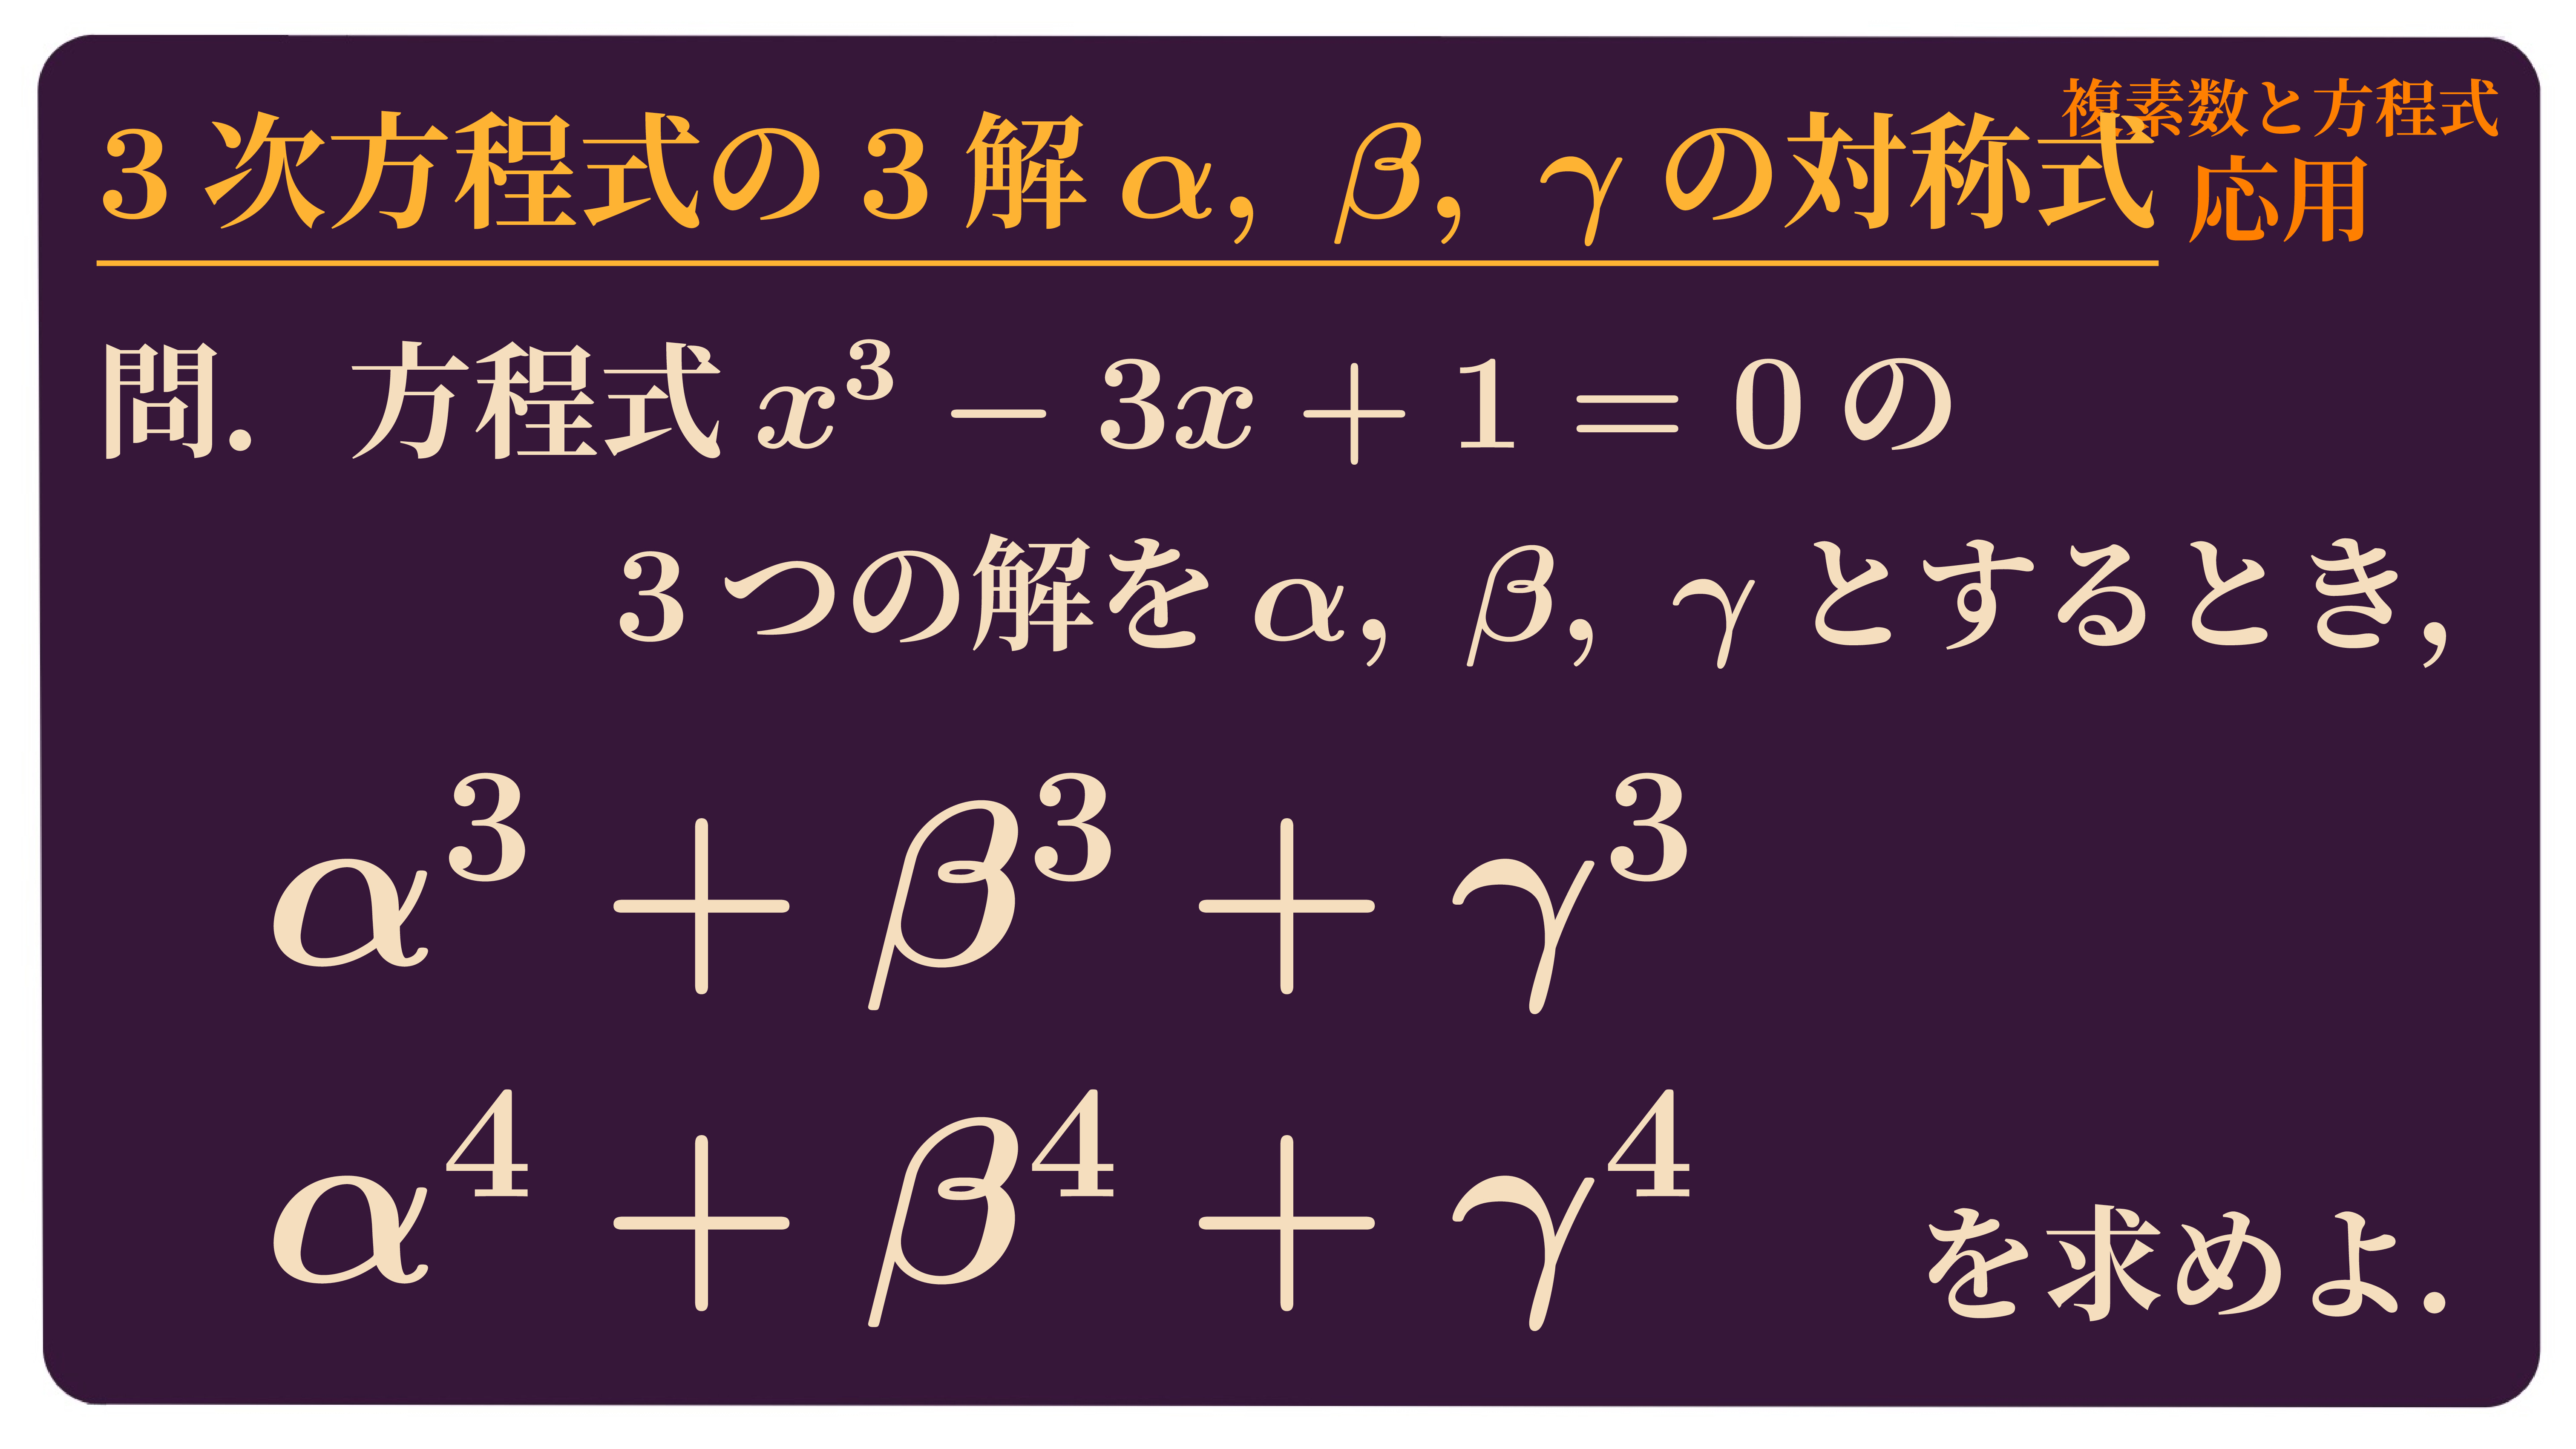 複素数と方程式
3次方程式の3解 α, β, γ の対称式 応用
問. 方程式 x³ − 3x + 1 = 0 の
3つの解を α, β, γ とするとき,
α³ + β³ + γ³
α⁴ + β⁴ + γ⁴ を求めよ.